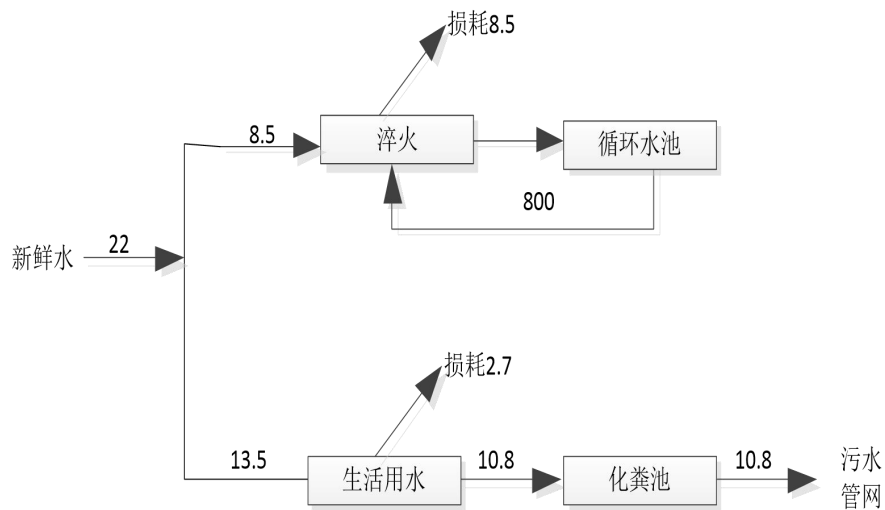 损耗8.5
8.5
淬火
循环水池
800
新鲜水
22
损耗2.7
13.5
生活用水
10.8
化粪池
10.8
污水
管网